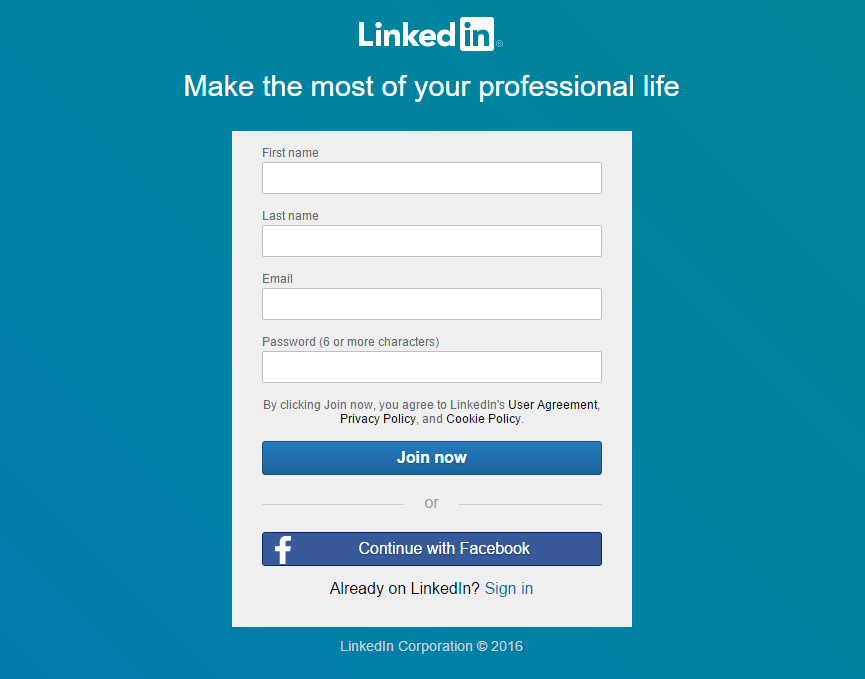 Linked in ®
Make the most of your professional life
First name
Last name
Email
Password (6 or more characters)
By clicking Join now, you agree to LinkedIn's User Agreement,
Privacy Policy, and Cookie Policy.
Join now
or
f Continue with Facebook
Already on LinkedIn? Sign in
LinkedIn Corporation © 2016